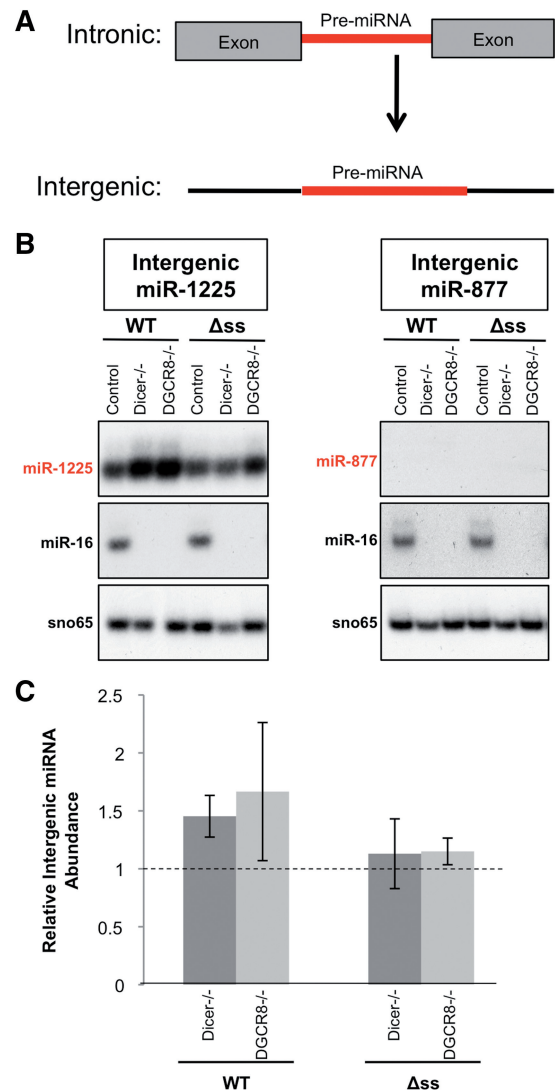 A
Intronic:
Exon
Pre-miRNA
Exon
Intergenic:
Pre-miRNA
B
Intergenic
miR-1225
WT
Δss
Control
Dicer-/-
DGCR8-/-
Control
Dicer-/-
DGCR8-/-
miR-1225
miR-16
sno65
Intergenic
miR-877
WT
Δss
Control
Dicer-/-
DGCR8-/-
Control
Dicer-/-
DGCR8-/-
miR-877
miR-16
sno65
C
Relative Intergenic miRNA
Abundance
2.5
2
1.5
1
0.5
0
Dicer-/-
DGCR8-/-
Dicer-/-
DGCR8-/-
WT
Δss